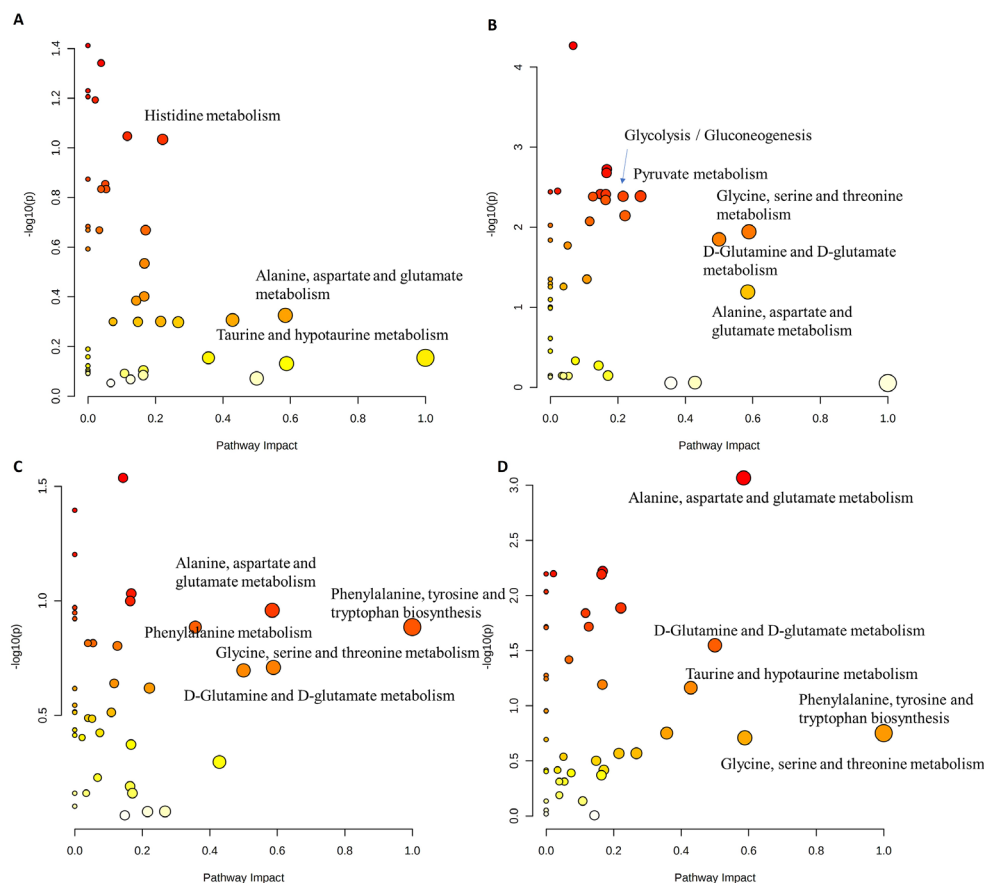 A
-log10(p)
1.4
1.2
1.0
0.8
0.6
0.4
0.2
0.0
Histidine metabolism
Alanine, aspartate and glutamate
metabolism
Taurine and hypotaurine metabolism
0.0 0.2 0.4 0.6 0.8 1.0
Pathway Impact
B
-log10(p)
4
3
2
1
0
Glycolysis / Gluconeogenesis
Pyruvate metabolism
Glycine, serine and threonine
metabolism
D-Glutamine and D-glutamate
metabolism
Alanine, aspartate and
glutamate metabolism
0.0 0.2 0.4 0.6 0.8 1.0
Pathway Impact
C
-log10(p)
1.5
1.0
0.5
Alanine, aspartate and
glutamate metabolism
Phenylalanine, tyrosine and
tryptophan biosynthesis
Phenylalanine metabolism
Glycine, serine and threonine metabolism
D-Glutamine and D-glutamate metabolism
0.0 0.2 0.4 0.6 0.8 1.0
Pathway Impact
D
-log10(p)
3.0
2.5
2.0
1.5
1.0
0.5
0.0
Alanine, aspartate and glutamate metabolism
D-Glutamine and D-glutamate metabolism
Taurine and hypotaurine metabolism
Phenylalanine, tyrosine and
tryptophan biosynthesis
Glycine, serine and threonine metabolism
0.0 0.2 0.4 0.6 0.8 1.0
Pathway Impact